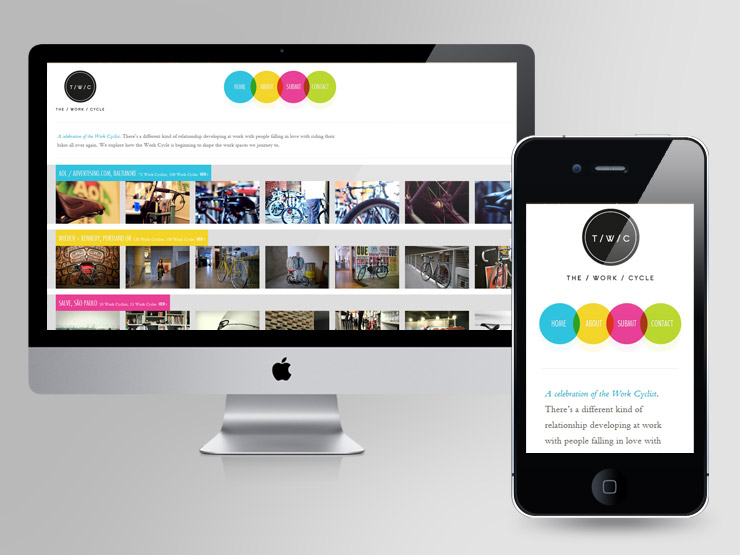 T / W / C
THE / WORK / CYCLE
HOME ABOUT SUBMIT CONTACT
A celebration of the Work Cyclist. There's a different kind of relationship developing at work with people falling in love with riding their
bikes all over again. We explore how the Work Cycle is beginning to shape the work spaces we journey to.
AOL / ADVERTISING.COM, BALTIMORE
VIEW >
WIEDEN + KENNEDY, PORTLAND OR
VIEW >
SALVE, SÃO PAULO
VIEW >
T / W / C
THE / WORK / CYCLE
HOME ABOUT SUBMIT CONTACT
A celebration of the Work Cyclist.
There's a different kind of
relationship developing at work
with people falling in love with